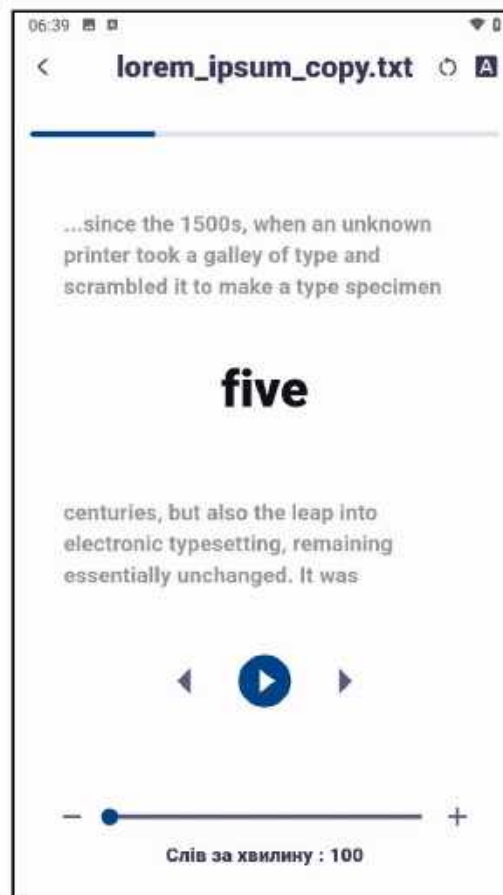 06:39
lorem_ipsum_copy.txt
A
...since the 1500s, when an unknown
printer took a galley of type and
scrambled it to make a type specimen
five
centuries, but also the leap into
electronic typesetting, remaining
essentially unchanged. It was
Слів за хвилину : 100